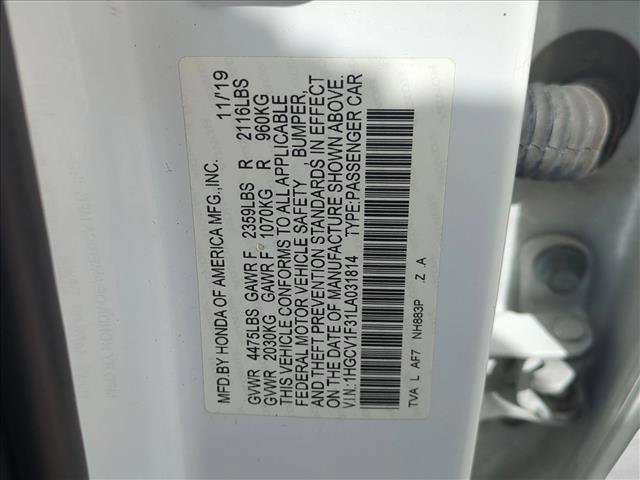 MFD.BY HONDA OF AMERICA MFG.,INC. 11/'19
GVWR 4475LBS GAWR F 2359LBS R 2116LBS
GVWR 2030KG GAWR F 1070KG R 960KG
THIS VEHICLE CONFORMS TO ALL APPLICABLE
FEDERAL MOTOR VEHICLE SAFETY , BUMPER,
AND THEFT PREVENTION STANDARDS IN EFFECT
ON THE DATE OF MANUFACTURE SHOWN ABOVE.
V.I.N.:1HGCV1F31LA031814 TYPE:PASSENGER CAR
TVA L AF7 NH883P .Z .A